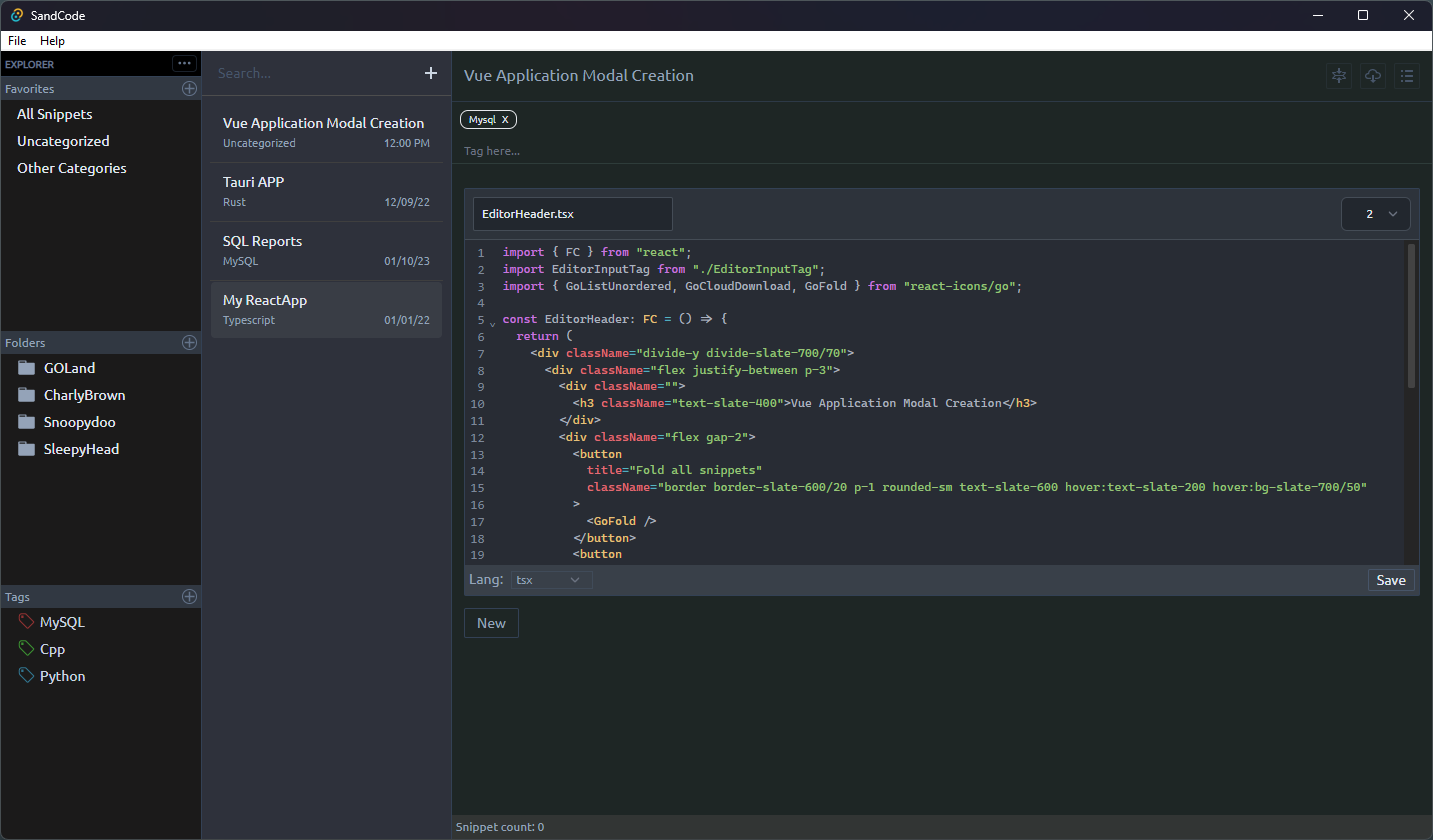 SandCode
File Help
EXPLORER
Favorites
All Snippets
Uncategorized
Other Categories
Folders
GOLand
CharlyBrown
Snoopydoo
SleepyHead
Tags
MySQL
Cpp
Python
Search...
Vue Application Modal Creation
Uncategorized 12:00 PM
Tauri APP
Rust 12/09/22
SQL Reports
MySQL 01/10/23
My ReactApp
Typescript 01/01/22
Vue Application Modal Creation
Mysql X
Tag here...
EditorHeader.tsx 2
1 import { FC } from "react";
2 import EditorInputTag from "./EditorInputTag";
3 import { GoListUnordered, GoCloudDownload, GoFold } from "react-icons/go";
4
5 const EditorHeader: FC = () => {
6 return (
7 <div className="divide-y divide-slate-700/70">
8 <div className="flex justify-between p-3">
9 <div className="">
10 <h3 className="text-slate-400">Vue Application Modal Creation</h3>
11 </div>
12 <div className="flex gap-2">
13 <button
14 title="Fold all snippets"
15 className="border border-slate-600/20 p-1 rounded-sm text-slate-600 hover:text-slate-200 hover:bg-slate-700/50"
16 >
17 <GoFold />
18 </button>
19 <button
Lang: tsx Save
New
Snippet count: 0